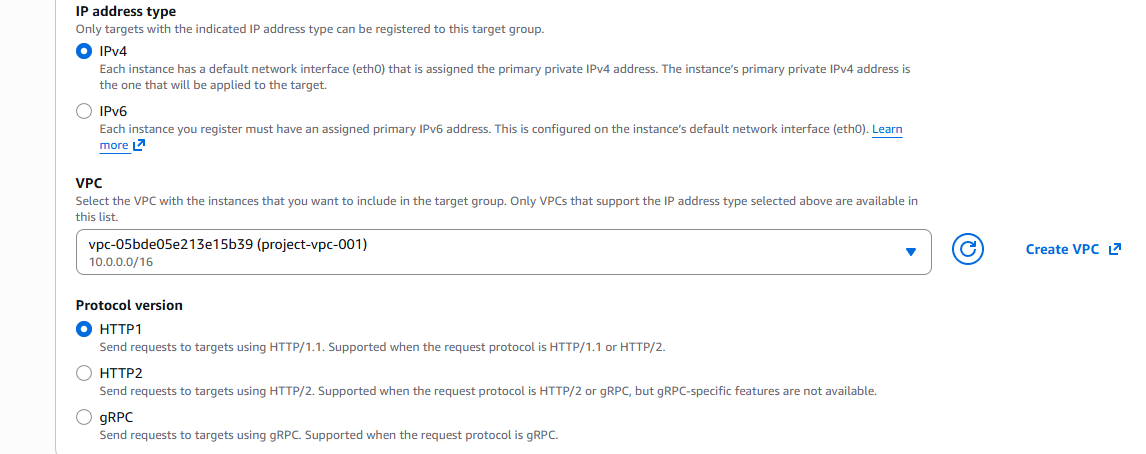 IP address type
Only targets with the indicated IP address type can be registered to this target group.
IPv4
Each instance has a default network interface (eth0) that is assigned the primary private IPv4 address. The instance's primary private IPv4 address is
the one that will be applied to the target.
IPv6
Each instance you register must have an assigned primary IPv6 address. This is configured on the instance's default network interface (eth0). Learn
more
VPC
Select the VPC with the instances that you want to include in the target group. Only VPCs that support the IP address type selected above are available in
this list.
vpc-05bde05e213e15b39 (project-vpc-001)
10.0.0.0/16
Create VPC
Protocol version
HTTP1
Send requests to targets using HTTP/1.1. Supported when the request protocol is HTTP/1.1 or HTTP/2.
HTTP2
Send requests to targets using HTTP/2. Supported when the request protocol is HTTP/2 or gRPC, but gRPC-specific features are not available.
gRPC
Send requests to targets using gRPC. Supported when the request protocol is gRPC.